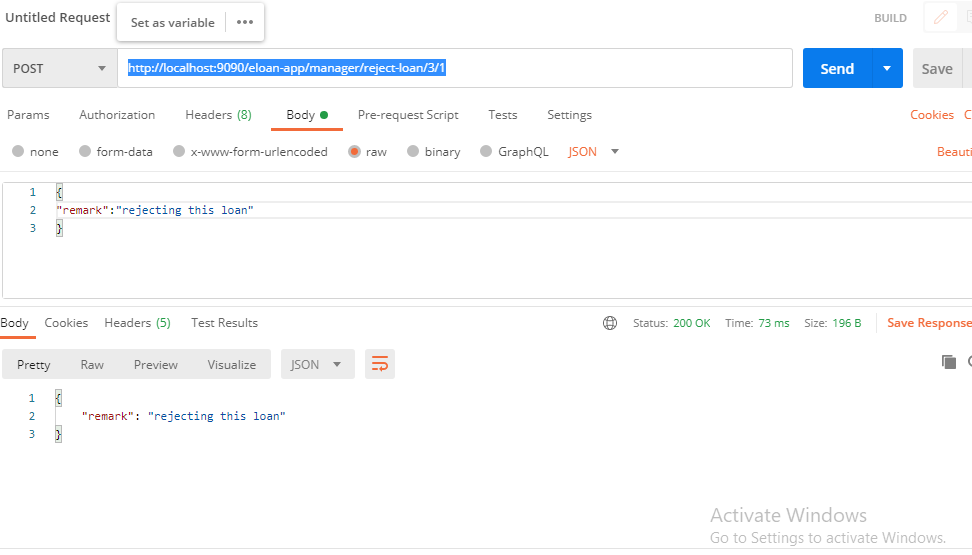 Untitled Request
Set as variable •••
BUILD
POST http://localhost:9090/eloan-app/manager/reject-loan/3/1 Send Save
Params Authorization Headers (8) Body Pre-request Script Tests Settings Cookies
none form-data x-www-form-urlencoded raw binary GraphQL JSON
1 {
2 "remark":"rejecting this loan"
3 }
Body Cookies Headers (5) Test Results Status: 200 OK Time: 73 ms Size: 196 B Save Response
Pretty Raw Preview Visualize JSON
1 {
2 "remark": "rejecting this loan"
3 }
Activate Windows
Go to Settings to activate Windows.